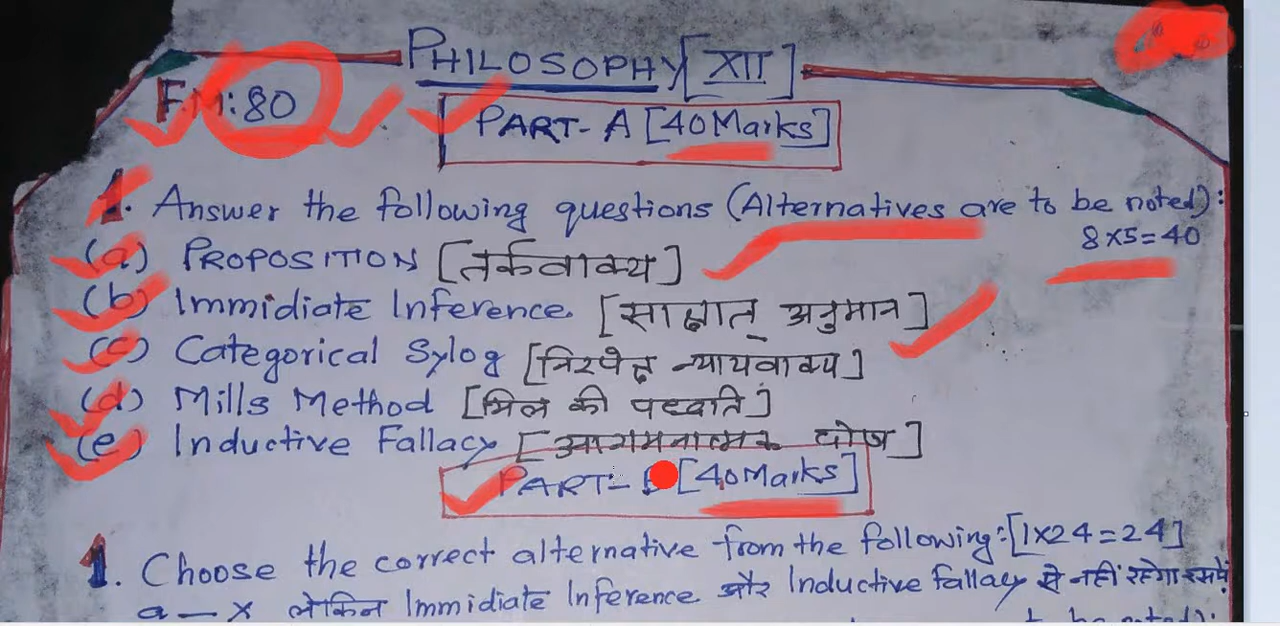 PHILOSOPHY [XII]
F.M: 80
PART- A [40 Marks]
1. Answer the following questions (Alternatives are to be noted):
8×5=40
(a) PROPOSITION [तर्कवाक्य]
(b) Immidiate Inference. [साक्षात् अनुमान]
(c) Categorical Sylog [निरपेक्ष न्यायवाक्य]
(d) Mills Method [मिल की पद्धति]
(e) Inductive Fallacy [आगमनात्मक दोष]
PART- [40 Marks]
1. Choose the correct alternative from the following:[1×24=24]
a — × लेकिन Immidiate Inference और Inductive fallacy से नहीं रहेगा इसमें